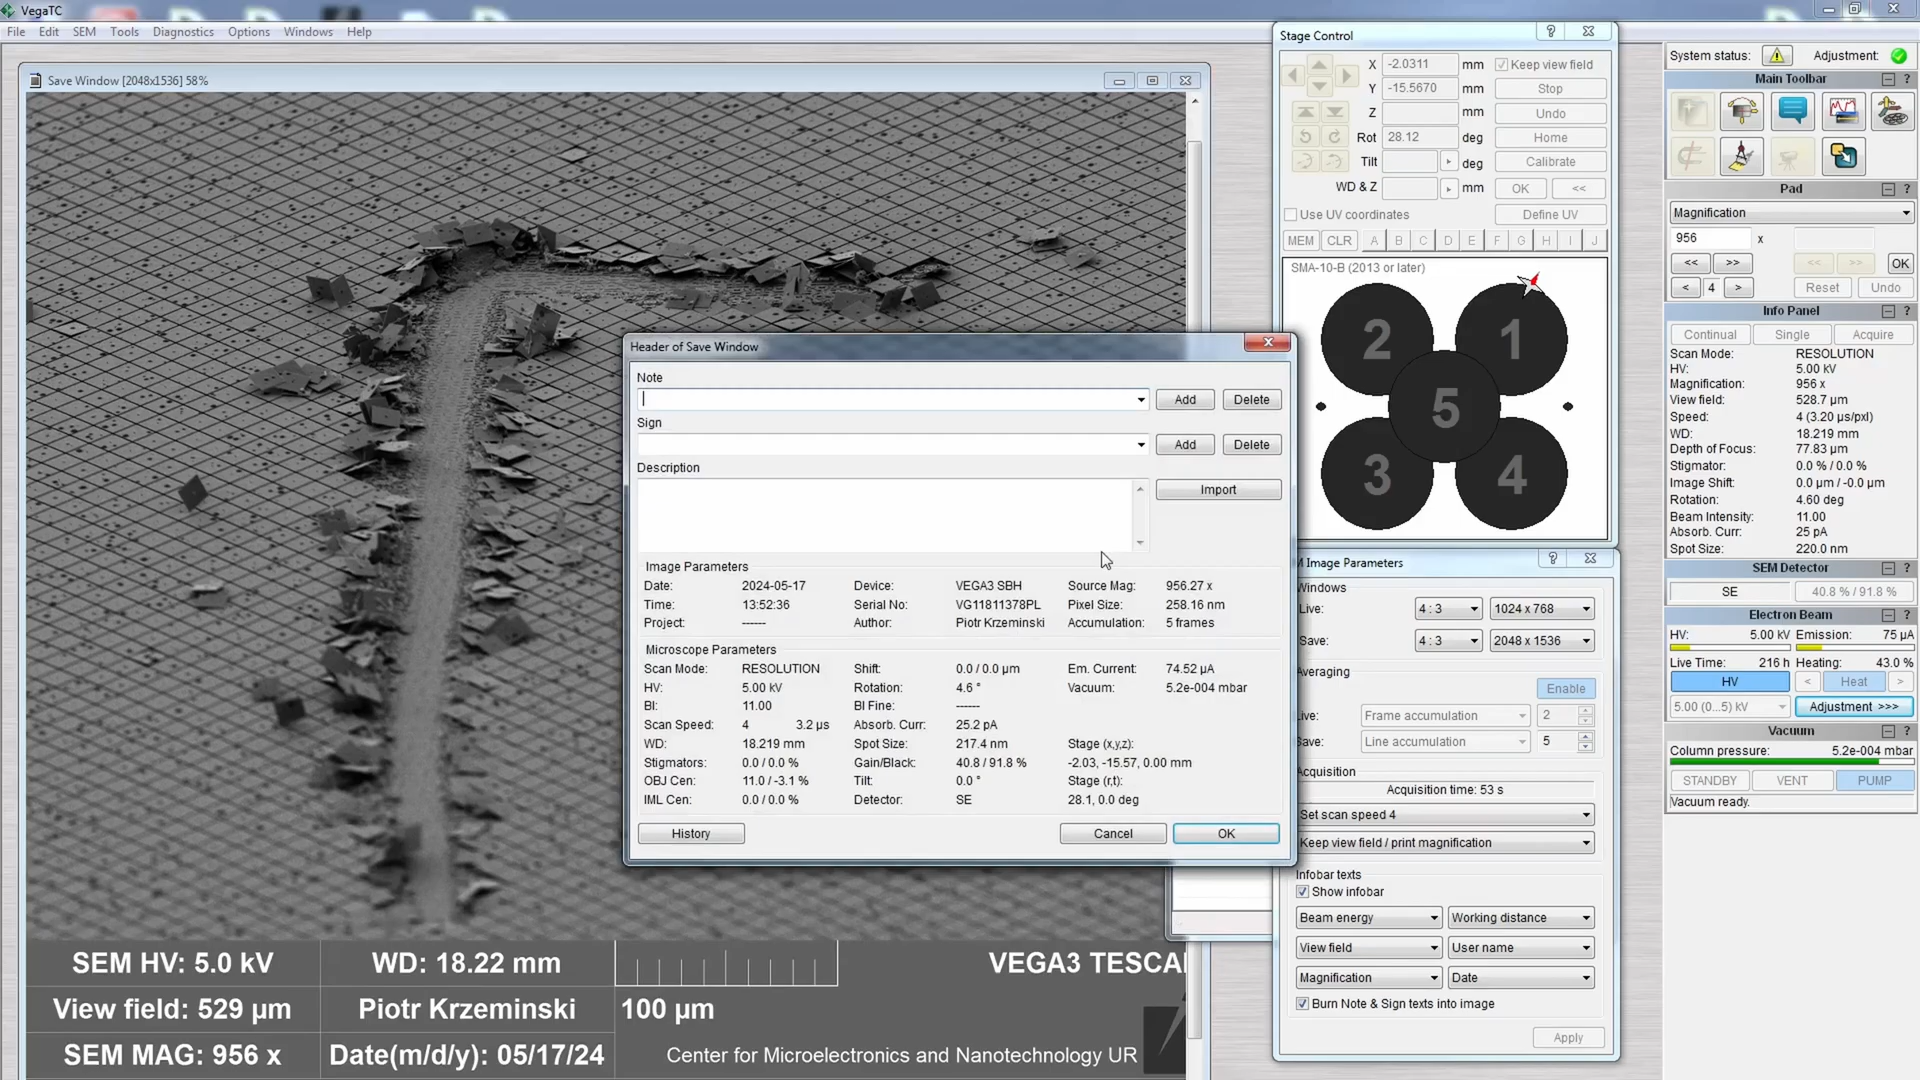 VegaTC
File Edit SEM Tools Diagnostics Options Windows Help
Save Window [2048x1536] 58%
SEM HV: 5.0 kV WD: 18.22 mm VEGA3 TESCA
View field: 529 µm Piotr Krzeminski 100 µm
SEM MAG: 956 x Date(m/d/y): 05/17/24 Center for Microelectronics and Nanotechnology UR
Header of Save Window
Note
Add Delete
Sign
Add Delete
Description
Import
Image Parameters
Date: 2024-05-17 Device: VEGA3 SBH Source Mag: 956.27 x
Time: 13:52:36 Serial No: VG11811378PL Pixel Size: 258.16 nm
Project: ------ Author: Piotr Krzeminski Accumulation: 5 frames
Microscope Parameters
Scan Mode: RESOLUTION Shift: 0.0 / 0.0 µm Em. Current: 74.52 µA
HV: 5.00 kV Rotation: 4.6 ° Vacuum: 5.2e-004 mbar
BI: 11.00 BI Fine: ------
Scan Speed: 4 3.2 µs Absorb. Curr: 25.2 pA
WD: 18.219 mm Spot Size: 217.4 nm Stage (x,y,z):
Stigmators: 0.0 / 0.0 % Gain/Black: 40.8 / 91.8 % -2.03, -15.57, 0.00 mm
OBJ Cen: 11.0 / -3.1 % Tilt: 0.0 ° Stage (r,t):
IML Cen: 0.0 / 0.0 % Detector: SE 28.1, 0.0 deg
History Cancel OK
Stage Control ?
X -2.0311 mm Keep view field
Y -15.5670 mm Stop
Z mm Undo
Rot 28.12 deg Home
Tilt deg Calibrate
WD & Z mm OK <<
Use UV coordinates Define UV
MEM CLR A B C D E F G H I J
SMA-10-B (2013 or later)
2 1
5
3 4
M Image Parameters ?
Windows
Live: 4 : 3 1024 x 768
Save: 4 : 3 2048 x 1536
Averaging
Enable
Live: Frame accumulation 2
Save: Line accumulation 5
Acquisition
Acquisition time: 53 s
Set scan speed 4
Keep view field / print magnification
Infobar texts
Show infobar
Beam energy Working distance
View field User name
Magnification Date
Burn Note & Sign texts into image
Apply
System status: Adjustment:
Main Toolbar ?
Pad ?
Magnification
956 x
<< >> << >> OK
< 4 > Reset Undo
Info Panel ?
Continual Single Acquire
Scan Mode: RESOLUTION
HV: 5.00 kV
Magnification: 956 x
View field: 528.7 µm
Speed: 4 (3.20 µs/pxl)
WD: 18.219 mm
Depth of Focus: 77.83 µm
Stigmator: 0.0 % / 0.0 %
Image Shift: 0.0 µm / -0.0 µm
Rotation: 4.60 deg
Beam Intensity: 11.00
Absorb. Curr: 25 pA
Spot Size: 220.0 nm
SEM Detector ?
SE 40.8 % / 91.8 %
Electron Beam ?
HV: 5.00 kV Emission: 75 µA
Live Time: 216 h Heating: 43.0 %
HV < Heat >
5.00 (0...5) kV Adjustment >>>
Vacuum ?
Column pressure: 5.2e-004 mbar
STANDBY VENT PUMP
Vacuum ready.